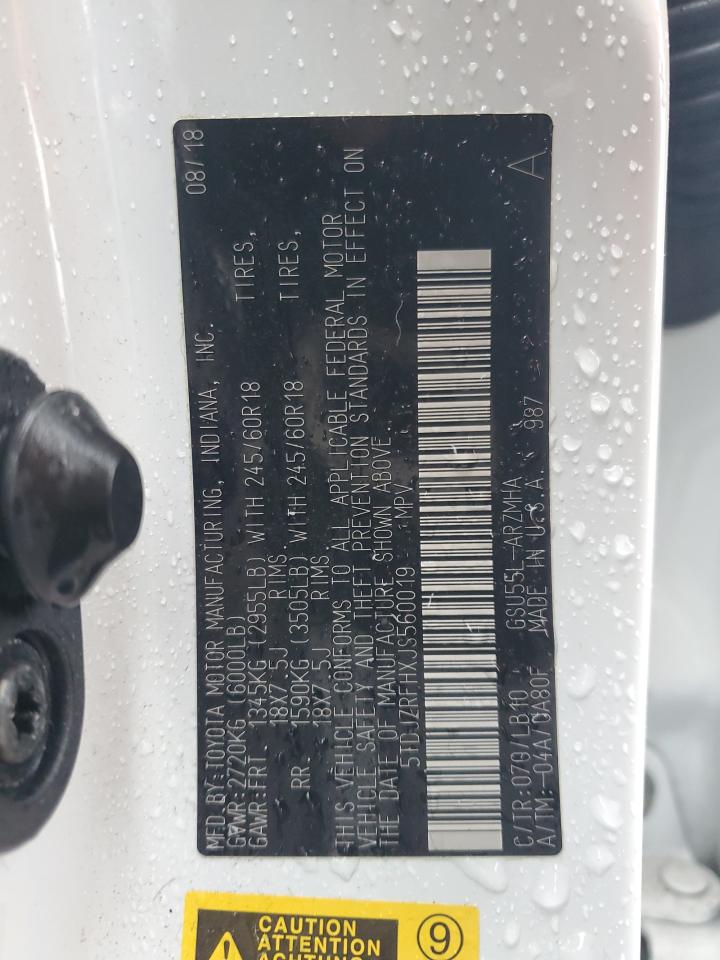 MFD BY:TOYOTA MOTOR MANUFACTURING, INDIANA, INC. 08/18
GVWR:2720KG (6000LB)
GAWR:FRT 1345KG (2955LB) WITH 245/60R18 TIRES,
18X7.5J RIMS
RR 1590KG (3505LB) WITH 245/60R18 TIRES,
18X7.5J RIMS
THIS VEHICLE CONFORMS TO ALL APPLICABLE FEDERAL MOTOR
VEHICLE SAFETY AND THEFT PREVENTION STANDARDS IN EFFECT ON
THE DATE OF MANUFACTURE SHOWN ABOVE.
5TDJZRFHXJS560019 MPV
C/TR:070/LB10 GSU55L-ARZMHA
A/TM: -04A/UA80F MADE IN U.S.A. 987 A
CAUTION
ATTENTION
ACHTUNG
9